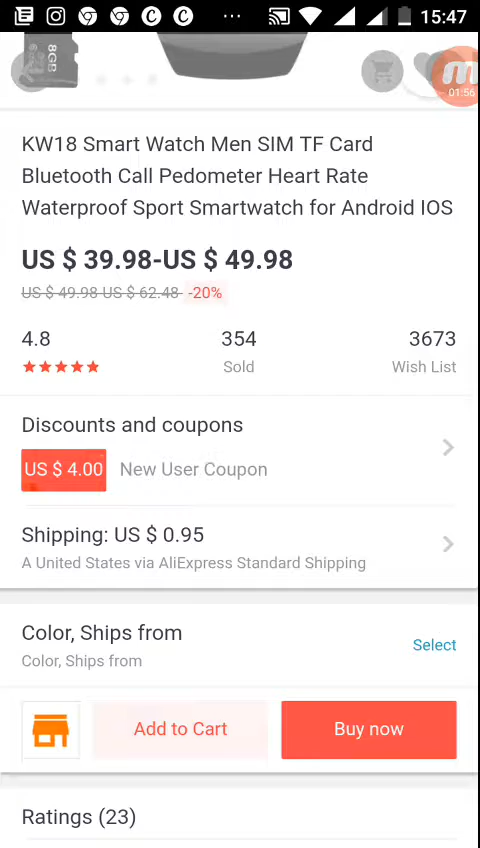 15:47
8GB
01:56
KW18 Smart Watch Men SIM TF Card
Bluetooth Call Pedometer Heart Rate
Waterproof Sport Smartwatch for Android IOS
US $ 39.98-US $ 49.98
US $ 49.98 US $ 62.48 -20%
4.8 354 3673
Sold Wish List
Discounts and coupons
US $ 4.00 New User Coupon
Shipping: US $ 0.95
A United States via AliExpress Standard Shipping
Color, Ships from
Select
Color, Ships from
Add to Cart Buy now
Ratings (23)